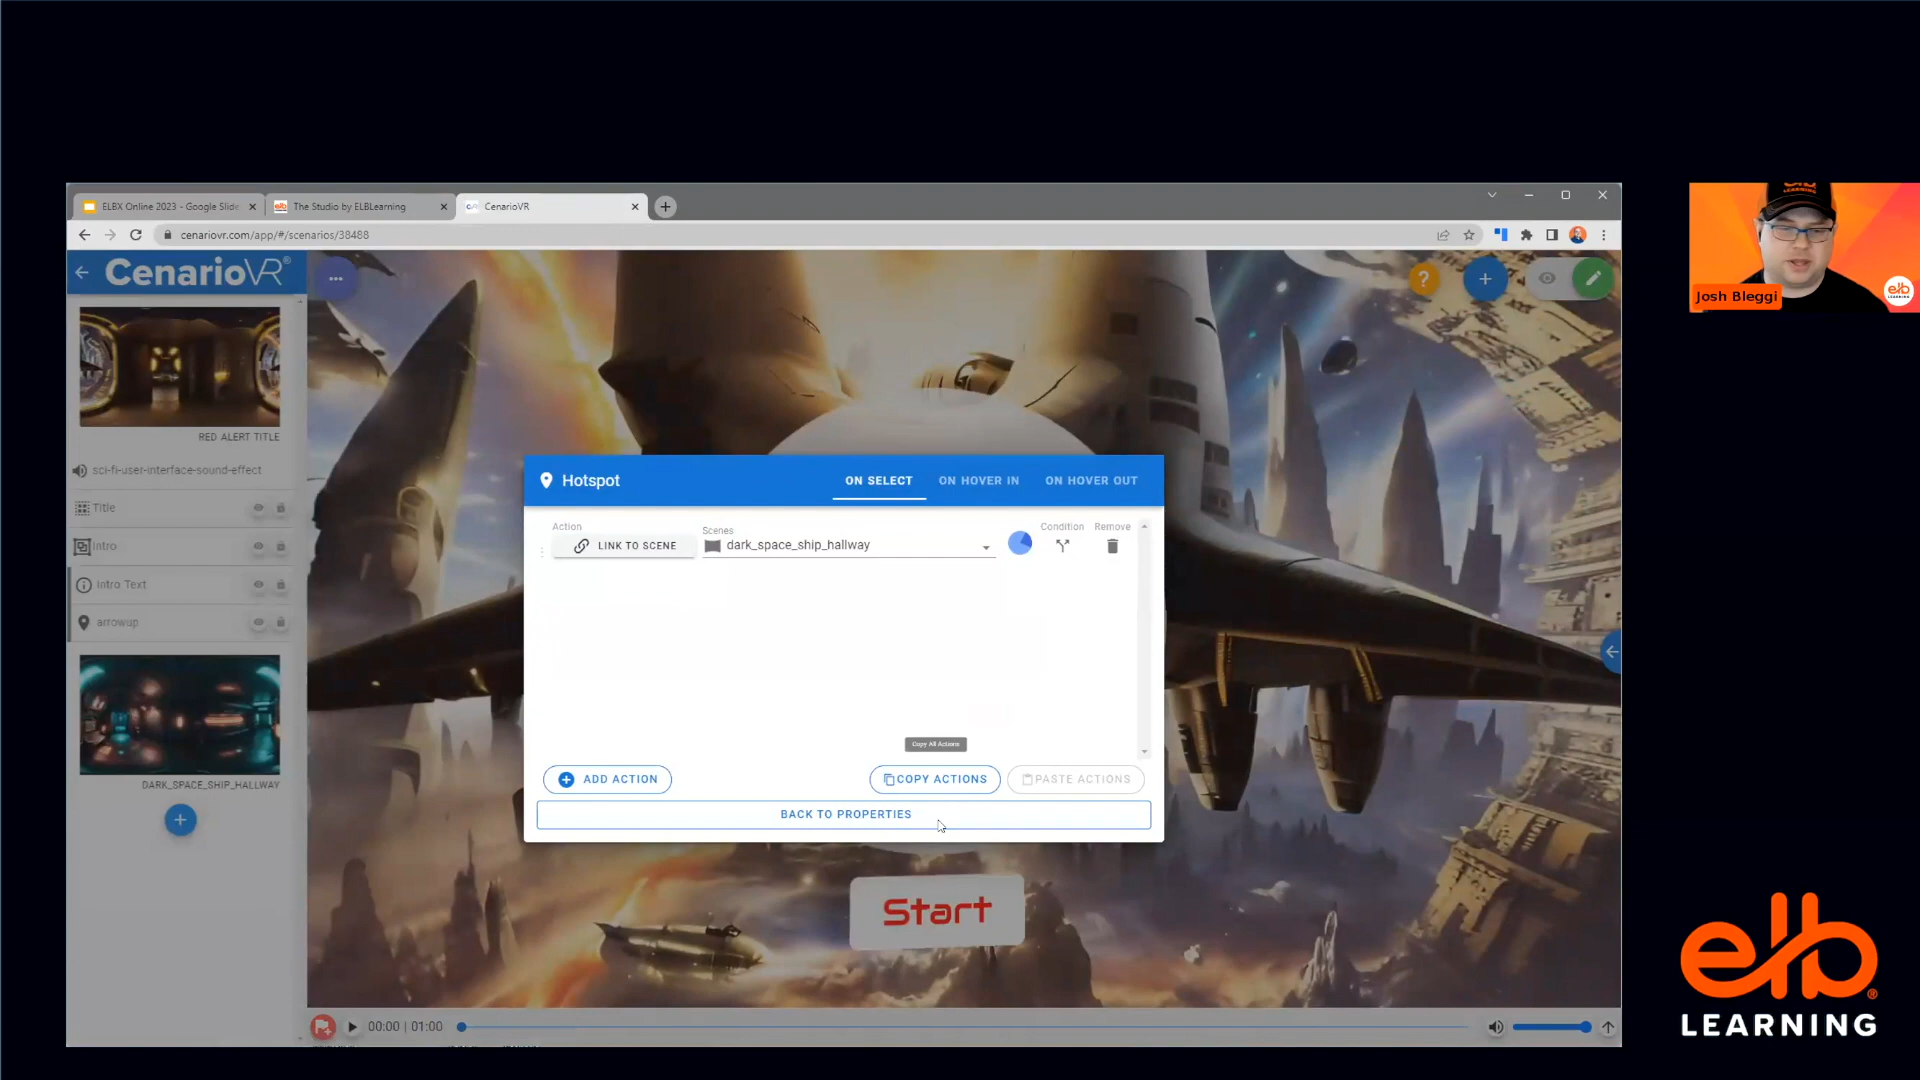 ELBX Online 2023 - Google Slide
The Studio by ELBLearning
CenarioVR
cenariovr.com/app/#/scenarios/38488
CenarioVR®
RED ALERT TITLE
sci-fi-user-interface-sound-effect
Title
Intro
Intro Text
arrowup
DARK_SPACE_SHIP_HALLWAY
Hotspot
ON SELECT
ON HOVER IN
ON HOVER OUT
Action
Scenes
Condition
Remove
LINK TO SCENE
dark_space_ship_hallway
Copy All Actions
ADD ACTION
COPY ACTIONS
PASTE ACTIONS
BACK TO PROPERTIES
Start
00:00 | 01:00
Josh Bleggi
elb
LEARNING
elb®
LEARNING